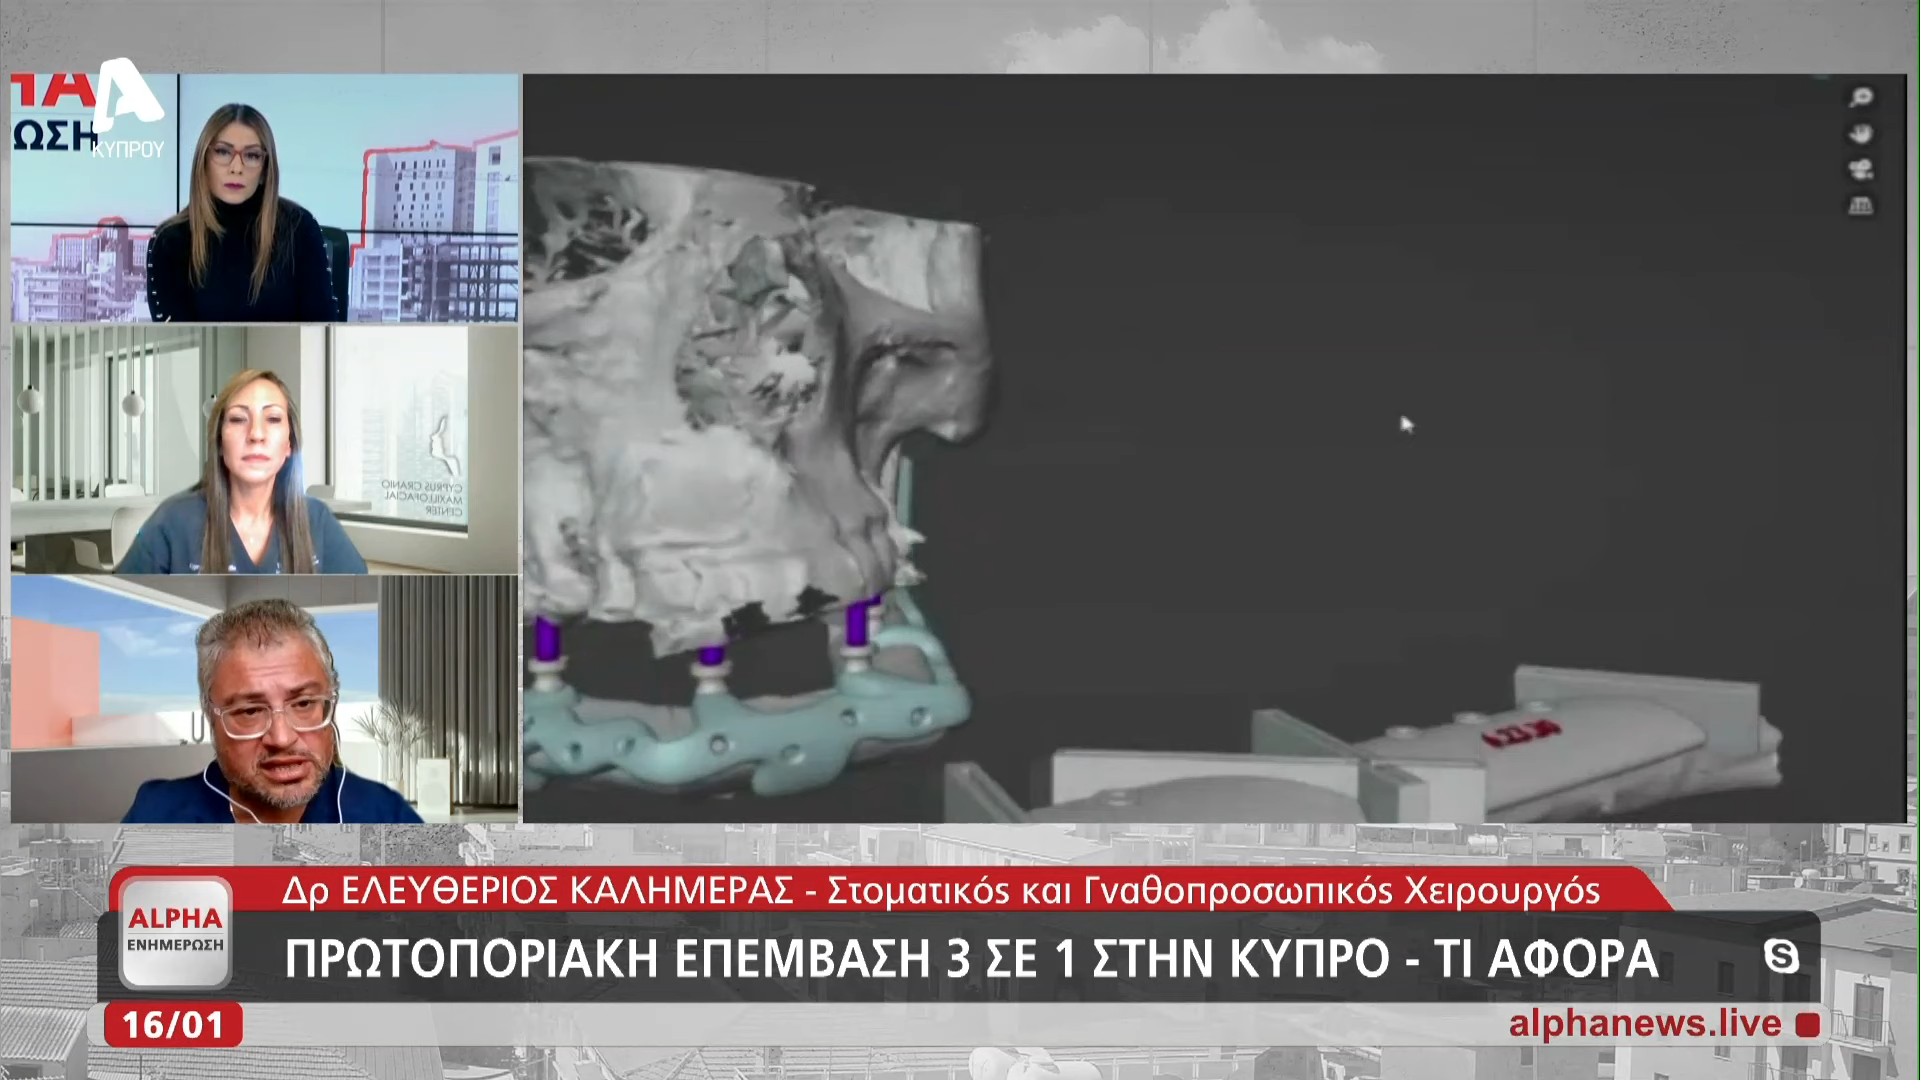 ΗΑ
ΩΣΗ
ΚΥΠΡΟΥ
CYPRUS CRANIO
MAXILLOFACIAL
CENTER
Δρ ΕΛΕΥΘΕΡΙΟΣ ΚΑΛΗΜΕΡΑΣ - Στοματικός και Γναθοπροσωπικός Χειρουργός
ALPHA
ΕΝΗΜΕΡΩΣΗ
ΠΡΩΤΟΠΟΡΙΑΚΗ ΕΠΕΜΒΑΣΗ 3 ΣΕ 1 ΣΤΗΝ ΚΥΠΡΟ - ΤΙ ΑΦΟΡΑ
16/01
alphanews.live